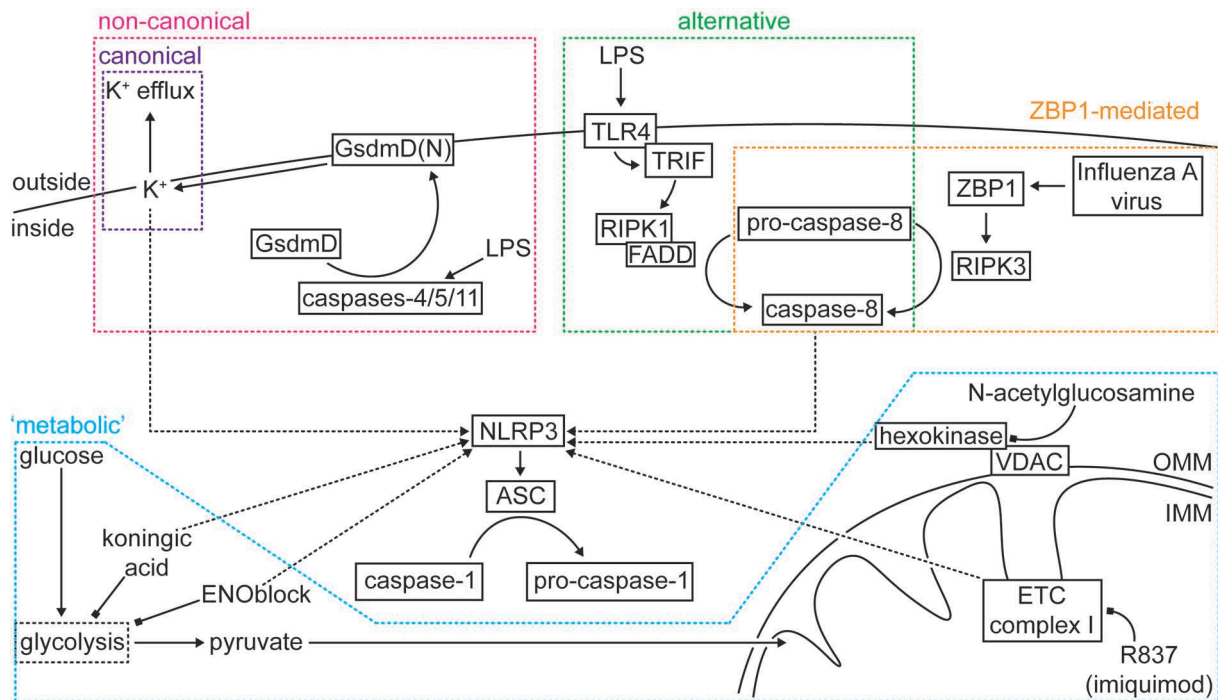 non-canonical
alternative
canonical
K⁺ efflux
LPS
ZBP1-mediated
TLR4
GsdmD(N)
TRIF
outside
K⁺
inside
ZBP1
Influenza A
virus
pro-caspase-8
RIPK1
FADD
GsdmD
LPS
RIPK3
caspases-4/5/11
caspase-8
N-acetylglucosamine
'metabolic'
NLRP3
hexokinase
glucose
VDAC
OMM
ASC
IMM
koningic
acid
caspase-1
pro-caspase-1
ENOblock
ETC
complex I
glycolysis
pyruvate
R837
(imiquimod)